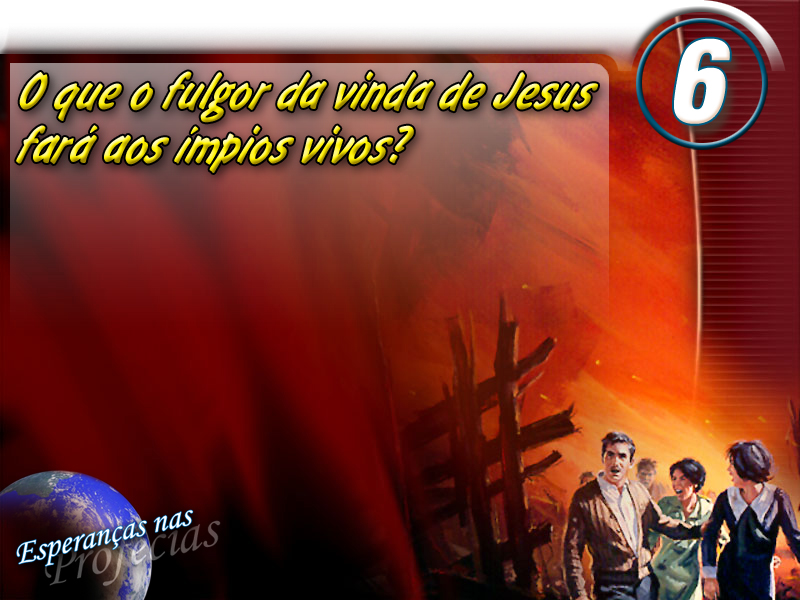 6
O que o fulgor da vinda de Jesus
fará aos ímpios vivos?
Esperanças nas
Profecias